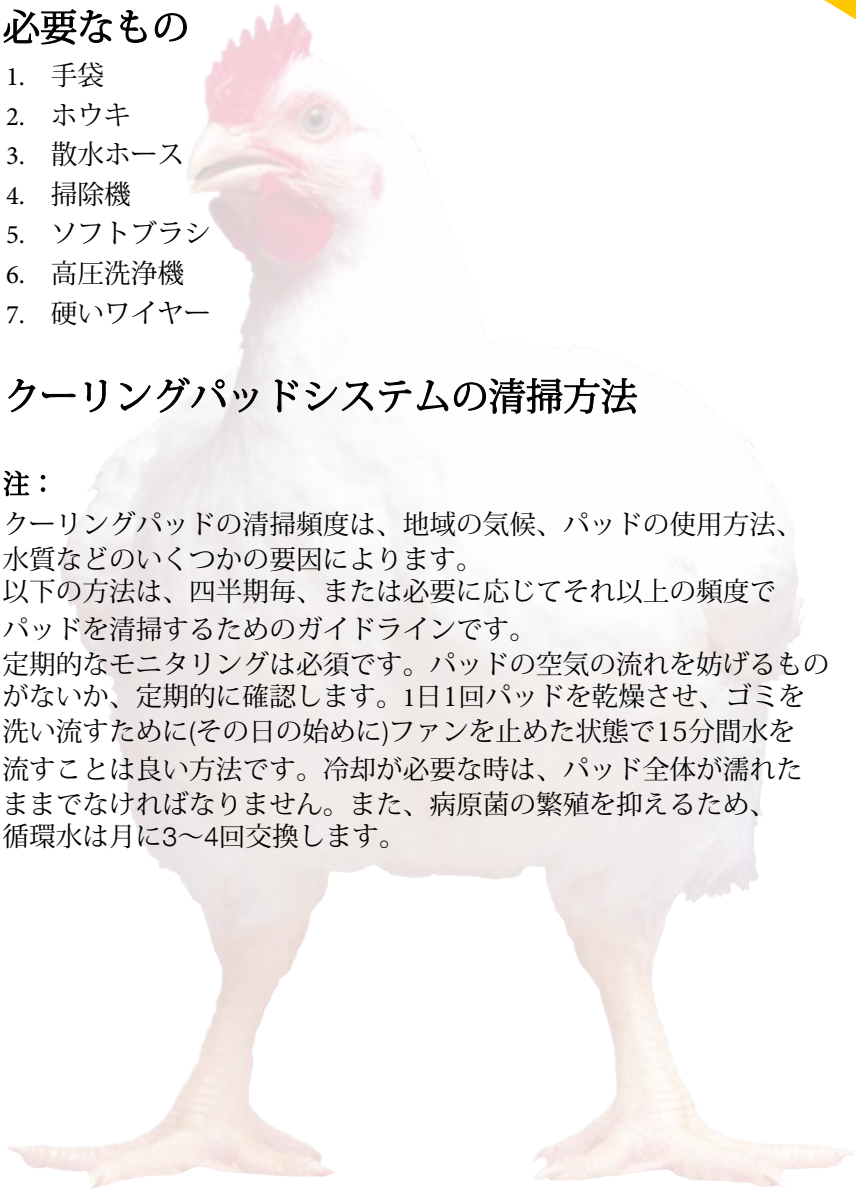 必要なもの
1. 手袋
2. ホウキ
3. 散水ホース
4. 掃除機
5. ソフトブラシ
6. 高圧洗浄機
7. 硬いワイヤー
クーリングパッドシステムの清掃方法
注：
クーリングパッドの清掃頻度は、地域の気候、パッドの使用方法、
水質などのいくつかの要因によります。
以下の方法は、四半期毎、または必要に応じてそれ以上の頻度で
パッドを清掃するためのガイドラインです。
定期的なモニタリングは必須です。パッドの空気の流れを妨げるもの
がないか、定期的に確認します。1日1回パッドを乾燥させ、ゴミを
洗い流すために(その日の始めに)ファンを止めた状態で15分間水を
流すことは良い方法です。冷却が必要な時は、パッド全体が濡れた
ままでなければなりません。また、病原菌の繁殖を抑えるため、
循環水は月に3〜4回交換します。